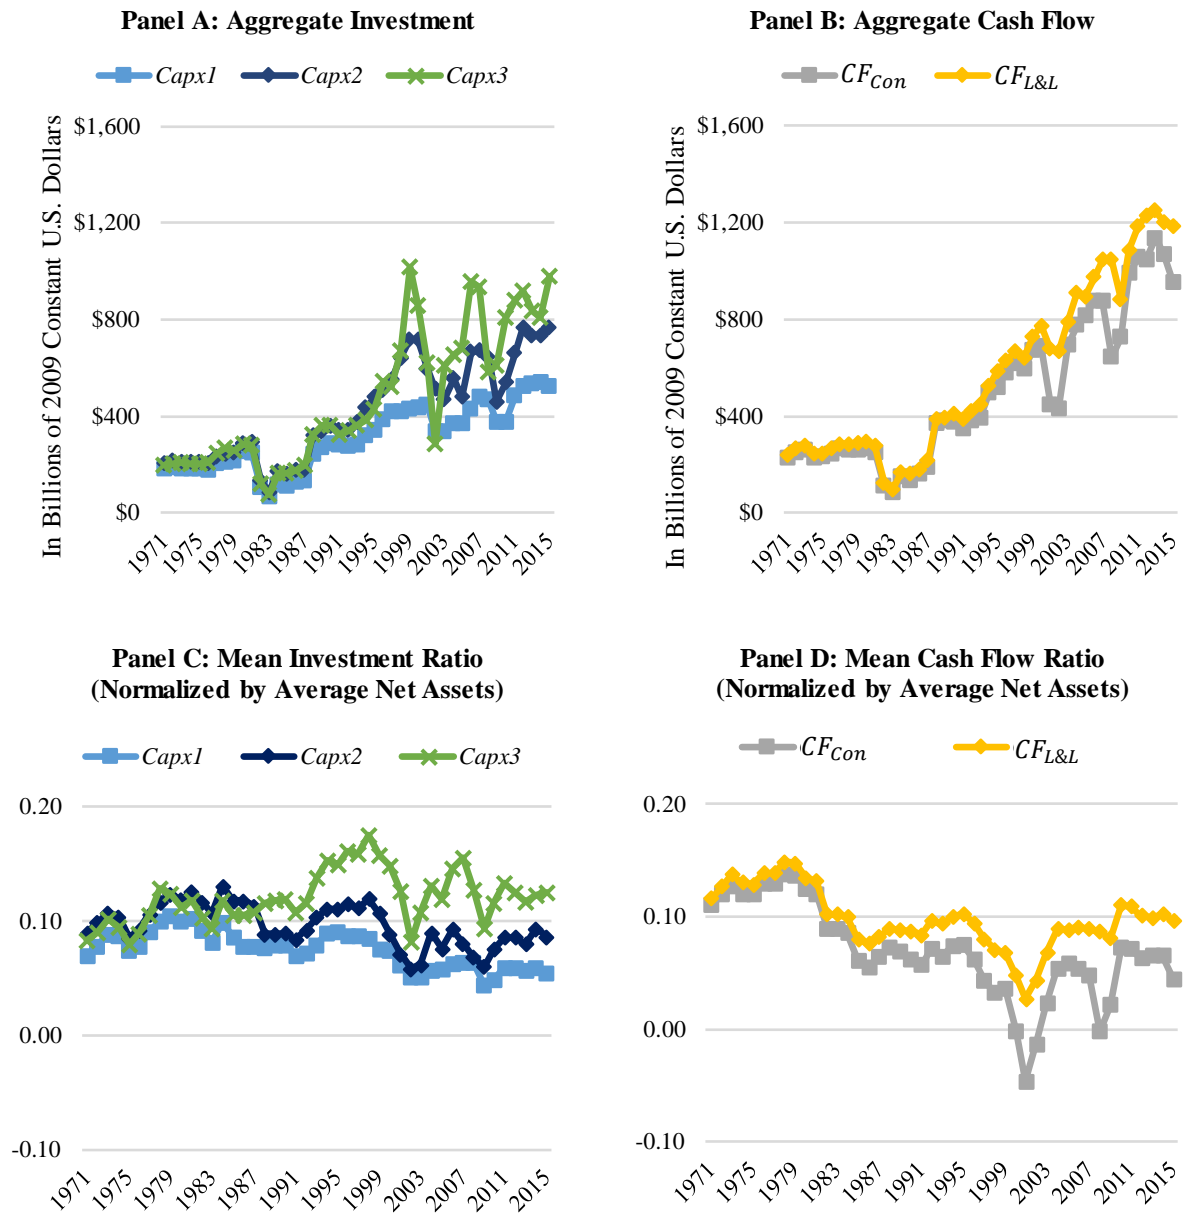 Panel A: Aggregate Investment
Capx1 Capx2 Capx3
In Billions of 2009 Constant U.S. Dollars
$1,600
$1,200
$800
$400
$0
1971 1975 1979 1983 1987 1991 1995 1999 2003 2007 2011 2015
Panel B: Aggregate Cash Flow
CF_Con CF_L&L
In Billions of 2009 Constant U.S. Dollars
$1,600
$1,200
$800
$400
$0
1971 1975 1979 1983 1987 1991 1995 1999 2003 2007 2011 2015
Panel C: Mean Investment Ratio
(Normalized by Average Net Assets)
Capx1 Capx2 Capx3
0.20
0.10
0.00
-0.10
1971 1975 1979 1983 1987 1991 1995 1999 2003 2007 2011 2015
Panel D: Mean Cash Flow Ratio
(Normalized by Average Net Assets)
CF_Con CF_L&L
0.20
0.10
0.00
-0.10
1971 1975 1979 1983 1987 1991 1995 1999 2003 2007 2011 2015